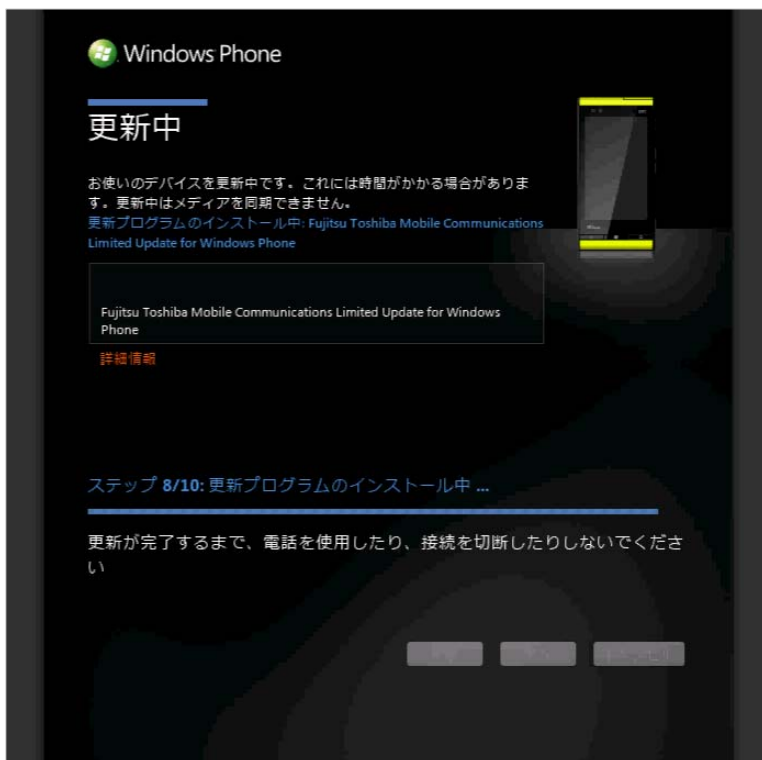 Windows Phone
更新中
お使いのデバイスを更新中です。これには時間がかかる場合がありま
す。更新中はメディアを同期できません。
更新プログラムのインストール中: Fujitsu Toshiba Mobile Communications
Limited Update for Windows Phone
Fujitsu Toshiba Mobile Communications Limited Update for Windows
Phone
詳細情報
ステップ 8/10: 更新プログラムのインストール中 ...
更新が完了するまで、電話を使用したり、接続を切断したりしないでくださ
い